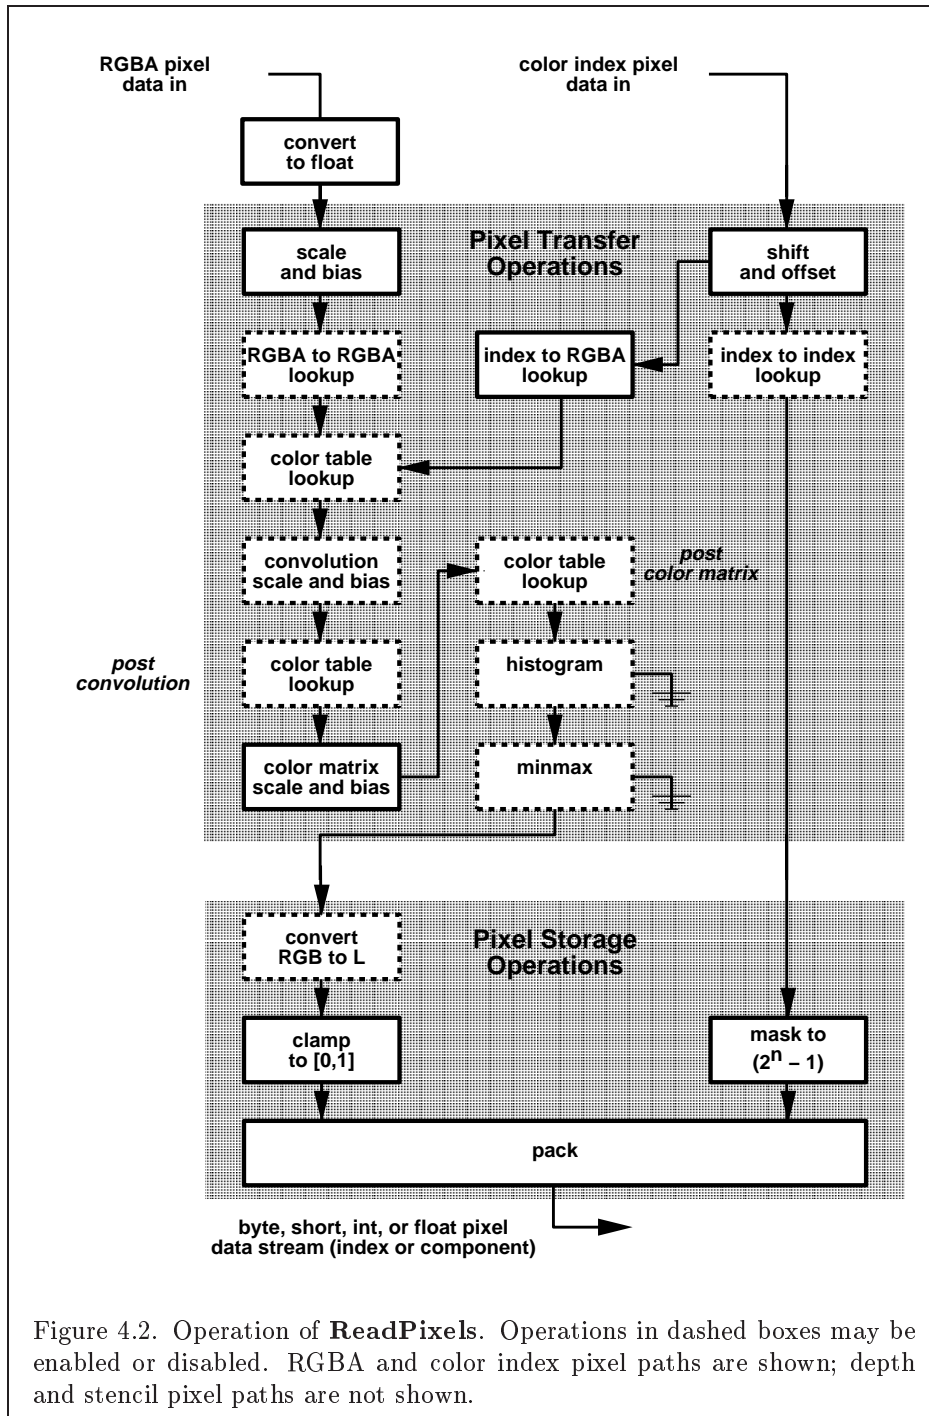 RGBA pixel
data in
color index pixel
data in
convert
to float
Pixel Transfer
Operations
scale
and bias
shift
and offset
RGBA to RGBA
lookup
index to RGBA
lookup
index to index
lookup
color table
lookup
convolution
scale and bias
color table
lookup
post
color matrix
post
convolution
color table
lookup
histogram
color matrix
scale and bias
minmax
convert
RGB to L
Pixel Storage
Operations
clamp
to [0,1]
mask to
(2^n – 1)
pack
byte, short, int, or float pixel
data stream (index or component)
Figure 4.2. Operation of ReadPixels. Operations in dashed boxes may be
enabled or disabled. RGBA and color index pixel paths are shown; depth
and stencil pixel paths are not shown.